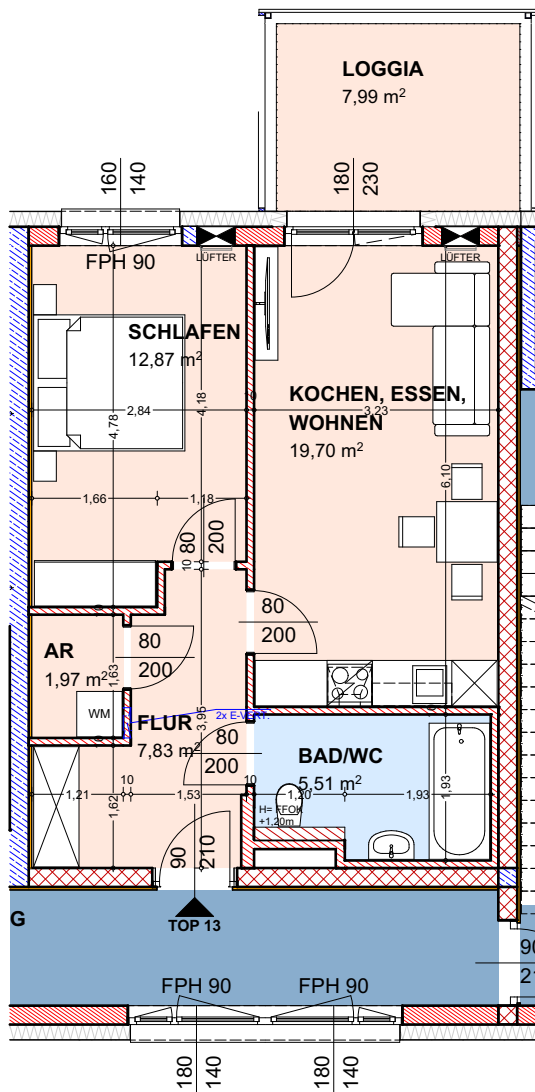 LOGGIA
7,99 m²
160
140
180
230
FPH 90
LÜFTER
LÜFTER
SCHLAFEN
12,87 m²
KOCHEN, ESSEN,
WOHNEN
19,70 m²
2,84
4,78
4,18
3,23
6,10
1,66
1,18
80
200
10
80
200
AR
1,97 m²
1,63
80
200
WM
FLUR
7,83 m²
3,95
2x E-VERT.
80
200
BAD/WC
5,51 m²
1,21
10
1,53
10
1,20
1,93
1,93
1,62
H= FFOK
+1,20m
90
210
G
TOP 13
90
FPH 90
FPH 90
180
140
180
140